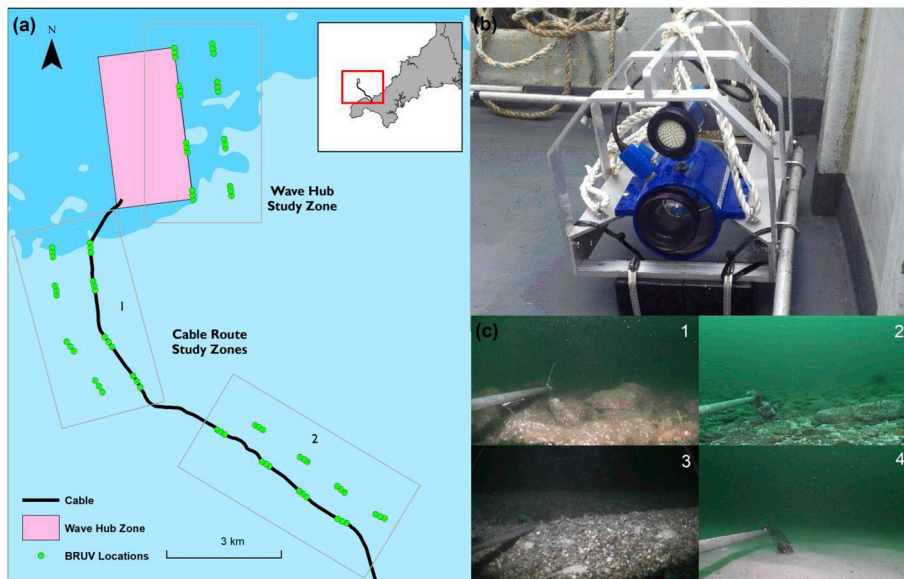 (a)
N
Wave Hub
Study Zone
1
Cable Route
Study Zones
2
Cable
Wave Hub Zone
BRUV Locations
3 km
(b)
(c)
1
2
3
4